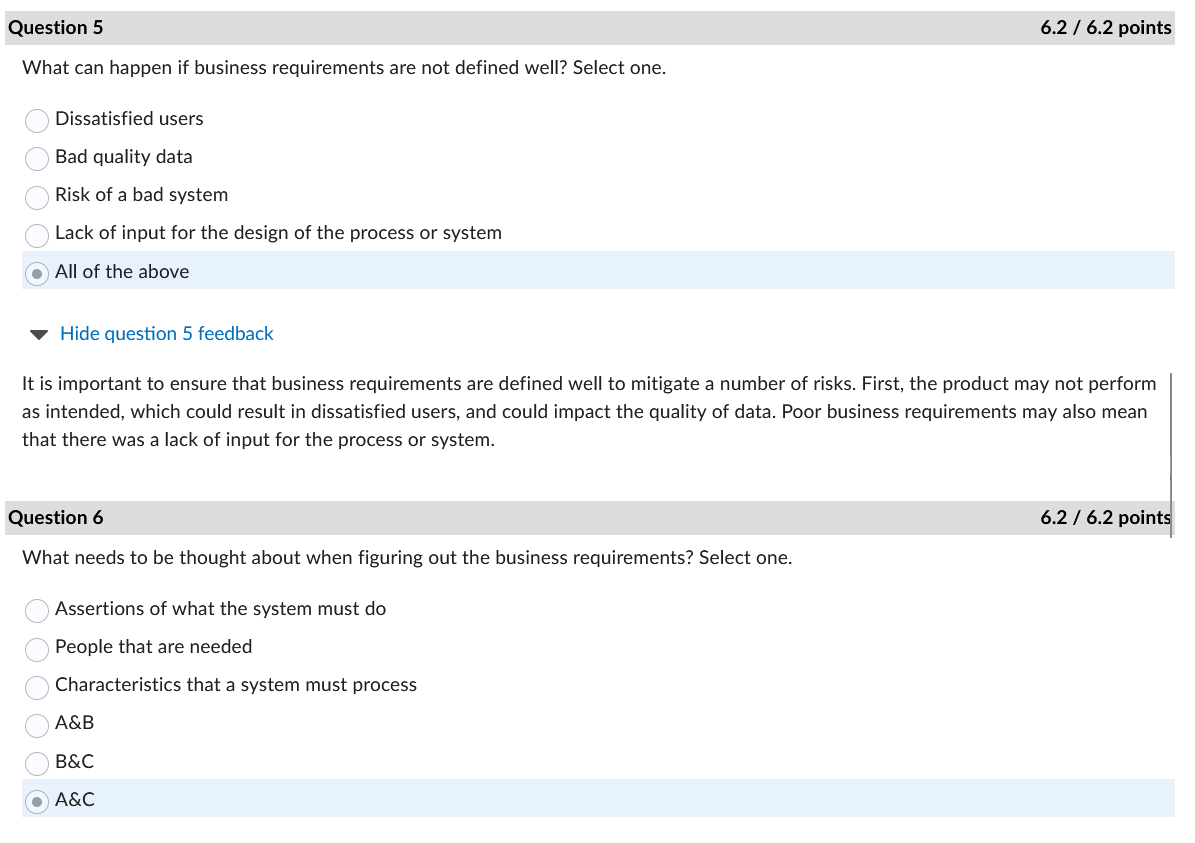 Question 5 6.2 / 6.2 points
What can happen if business requirements are not defined well? Select one.
Dissatisfied users
Bad quality data
Risk of a bad system
Lack of input for the design of the process or system
All of the above
Hide question 5 feedback
It is important to ensure that business requirements are defined well to mitigate a number of risks. First, the product may not perform
as intended, which could result in dissatisfied users, and could impact the quality of data. Poor business requirements may also mean
that there was a lack of input for the process or system.
Question 6 6.2 / 6.2 points
What needs to be thought about when figuring out the business requirements? Select one.
Assertions of what the system must do
People that are needed
Characteristics that a system must process
A&B
B&C
A&C